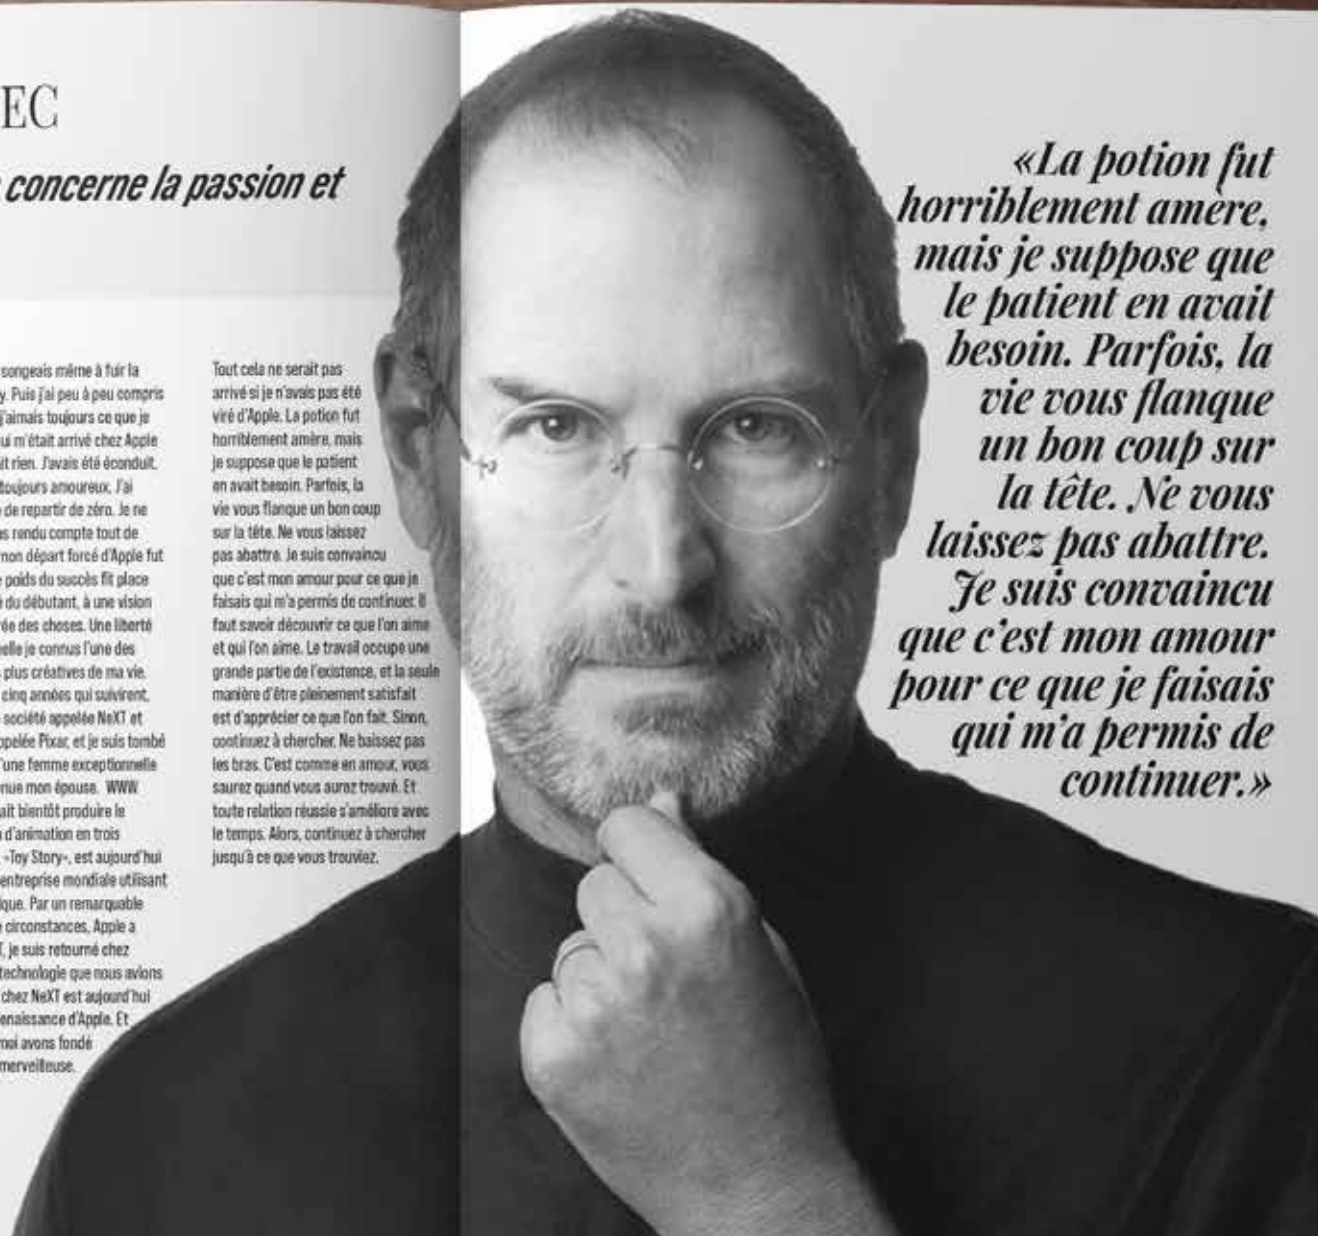 EC
concerne la passion et
songeais même à fuir la
Puis j'ai peu à peu compris
j'aimais toujours ce que je
m'était arrivé chez Apple
rien. J'avais été éconduit,
toujours amoureux. J'ai
de repartir de zéro. Je ne
rendu compte tout de
mon départ forcé d'Apple fut
poids du succès fit place
du débutant, à une vision
des choses. Une liberté
je connus l'une des
plus créatives de ma vie.
cinq années qui suivirent,
société appelée NeXT et
Pixar, et je suis tombé
d'une femme exceptionnelle
mon épouse. WWW
bientôt produire le
d'animation en trois
«Toy Story», est aujourd'hui
entreprise mondiale utilisant
Par un remarquable
circonstances, Apple a
je suis retourné chez
technologie que nous avions
chez NeXT est aujourd'hui
d'Apple. Et
moi avons fondé
merveilleuse.
Tout cela ne serait pas
arrivé si je n'avais pas été
viré d'Apple. La potion fut
horriblement amère, mais
je suppose que le patient
en avait besoin. Parfois, la
vie vous flanque un bon coup
sur la tête. Ne vous laissez
pas abattre. Je suis convaincu
que c'est mon amour pour ce que je
faisais qui m'a permis de continuer. Il
faut savoir découvrir ce que l'on aime
et qui l'on aime. Le travail occupe une
grande partie de l'existence, et la seule
manière d'être pleinement satisfait
est d'apprécier ce que l'on fait. Sinon,
continuez à chercher. Ne baissez pas
les bras. C'est comme en amour, vous
saurez quand vous aurez trouvé. Et
toute relation réussie s'améliore avec
le temps. Alors, continuez à chercher
jusqu'à ce que vous trouviez.
«La potion fut
horriblement amère,
mais je suppose que
le patient en avait
besoin. Parfois, la
vie vous flanque
un bon coup sur
la tête. Ne vous
laissez pas abattre.
Je suis convaincu
que c'est mon amour
pour ce que je faisais
qui m'a permis de
continuer.»